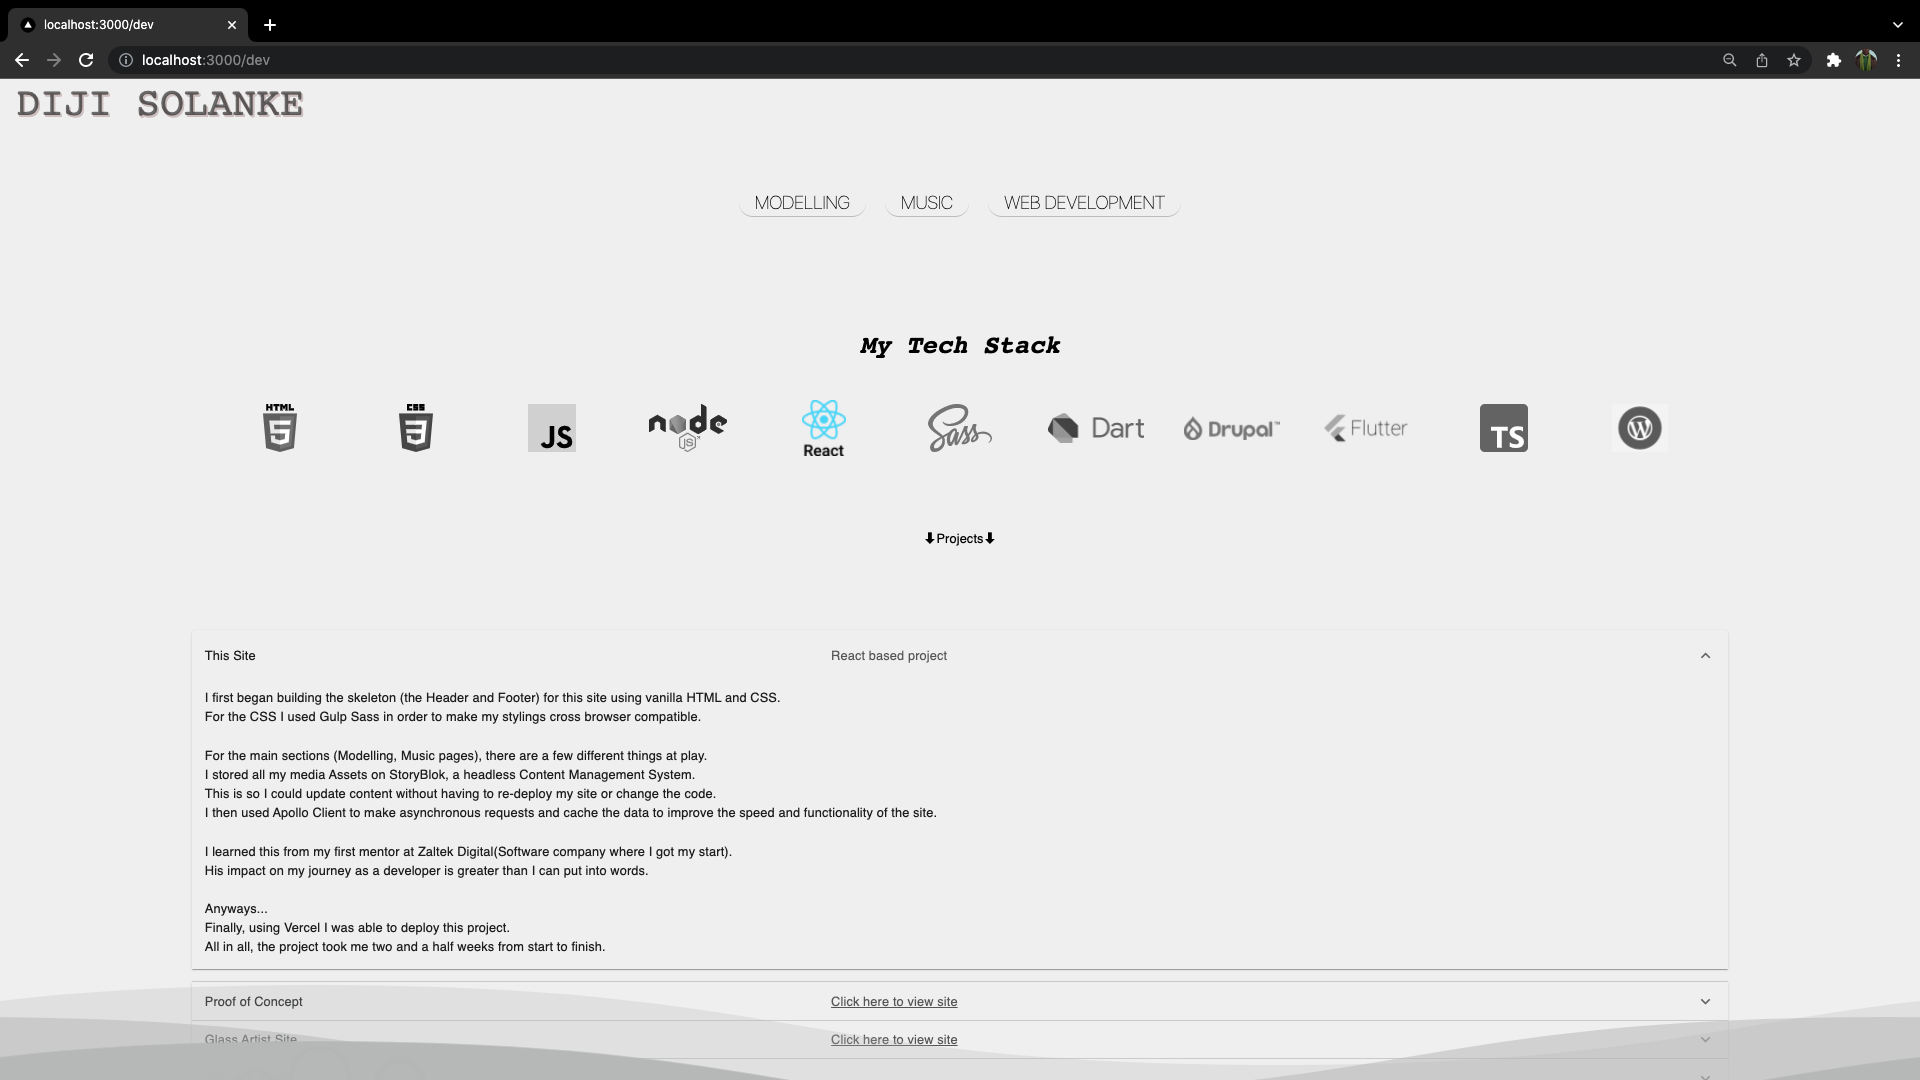 localhost:3000/dev
localhost:3000/dev
DIJI SOLANKE
MODELLING MUSIC WEB DEVELOPMENT
My Tech Stack
HTML 5 CSS 3 JS node JS React Sass Dart Drupal™ Flutter TS W
⬇Projects⬇
This Site React based project
I first began building the skeleton (the Header and Footer) for this site using vanilla HTML and CSS.
For the CSS I used Gulp Sass in order to make my stylings cross browser compatible.
For the main sections (Modelling, Music pages), there are a few different things at play.
I stored all my media Assets on StoryBlok, a headless Content Management System.
This is so I could update content without having to re-deploy my site or change the code.
I then used Apollo Client to make asynchronous requests and cache the data to improve the speed and functionality of the site.
I learned this from my first mentor at Zaltek Digital(Software company where I got my start).
His impact on my journey as a developer is greater than I can put into words.
Anyways...
Finally, using Vercel I was able to deploy this project.
All in all, the project took me two and a half weeks from start to finish.
Proof of Concept Click here to view site
Glass Artist Site Click here to view site